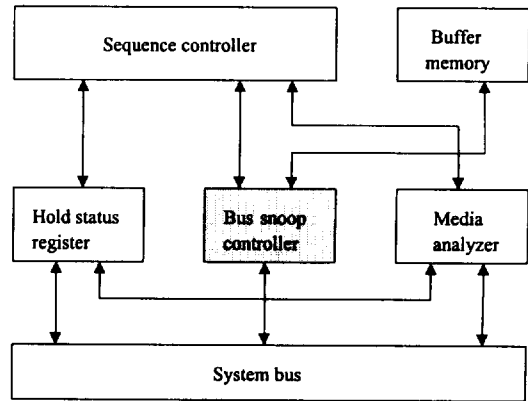 Sequence controller
Buffer
memory
Hold status
register
Bus snoop
controller
Media
analyzer
System bus